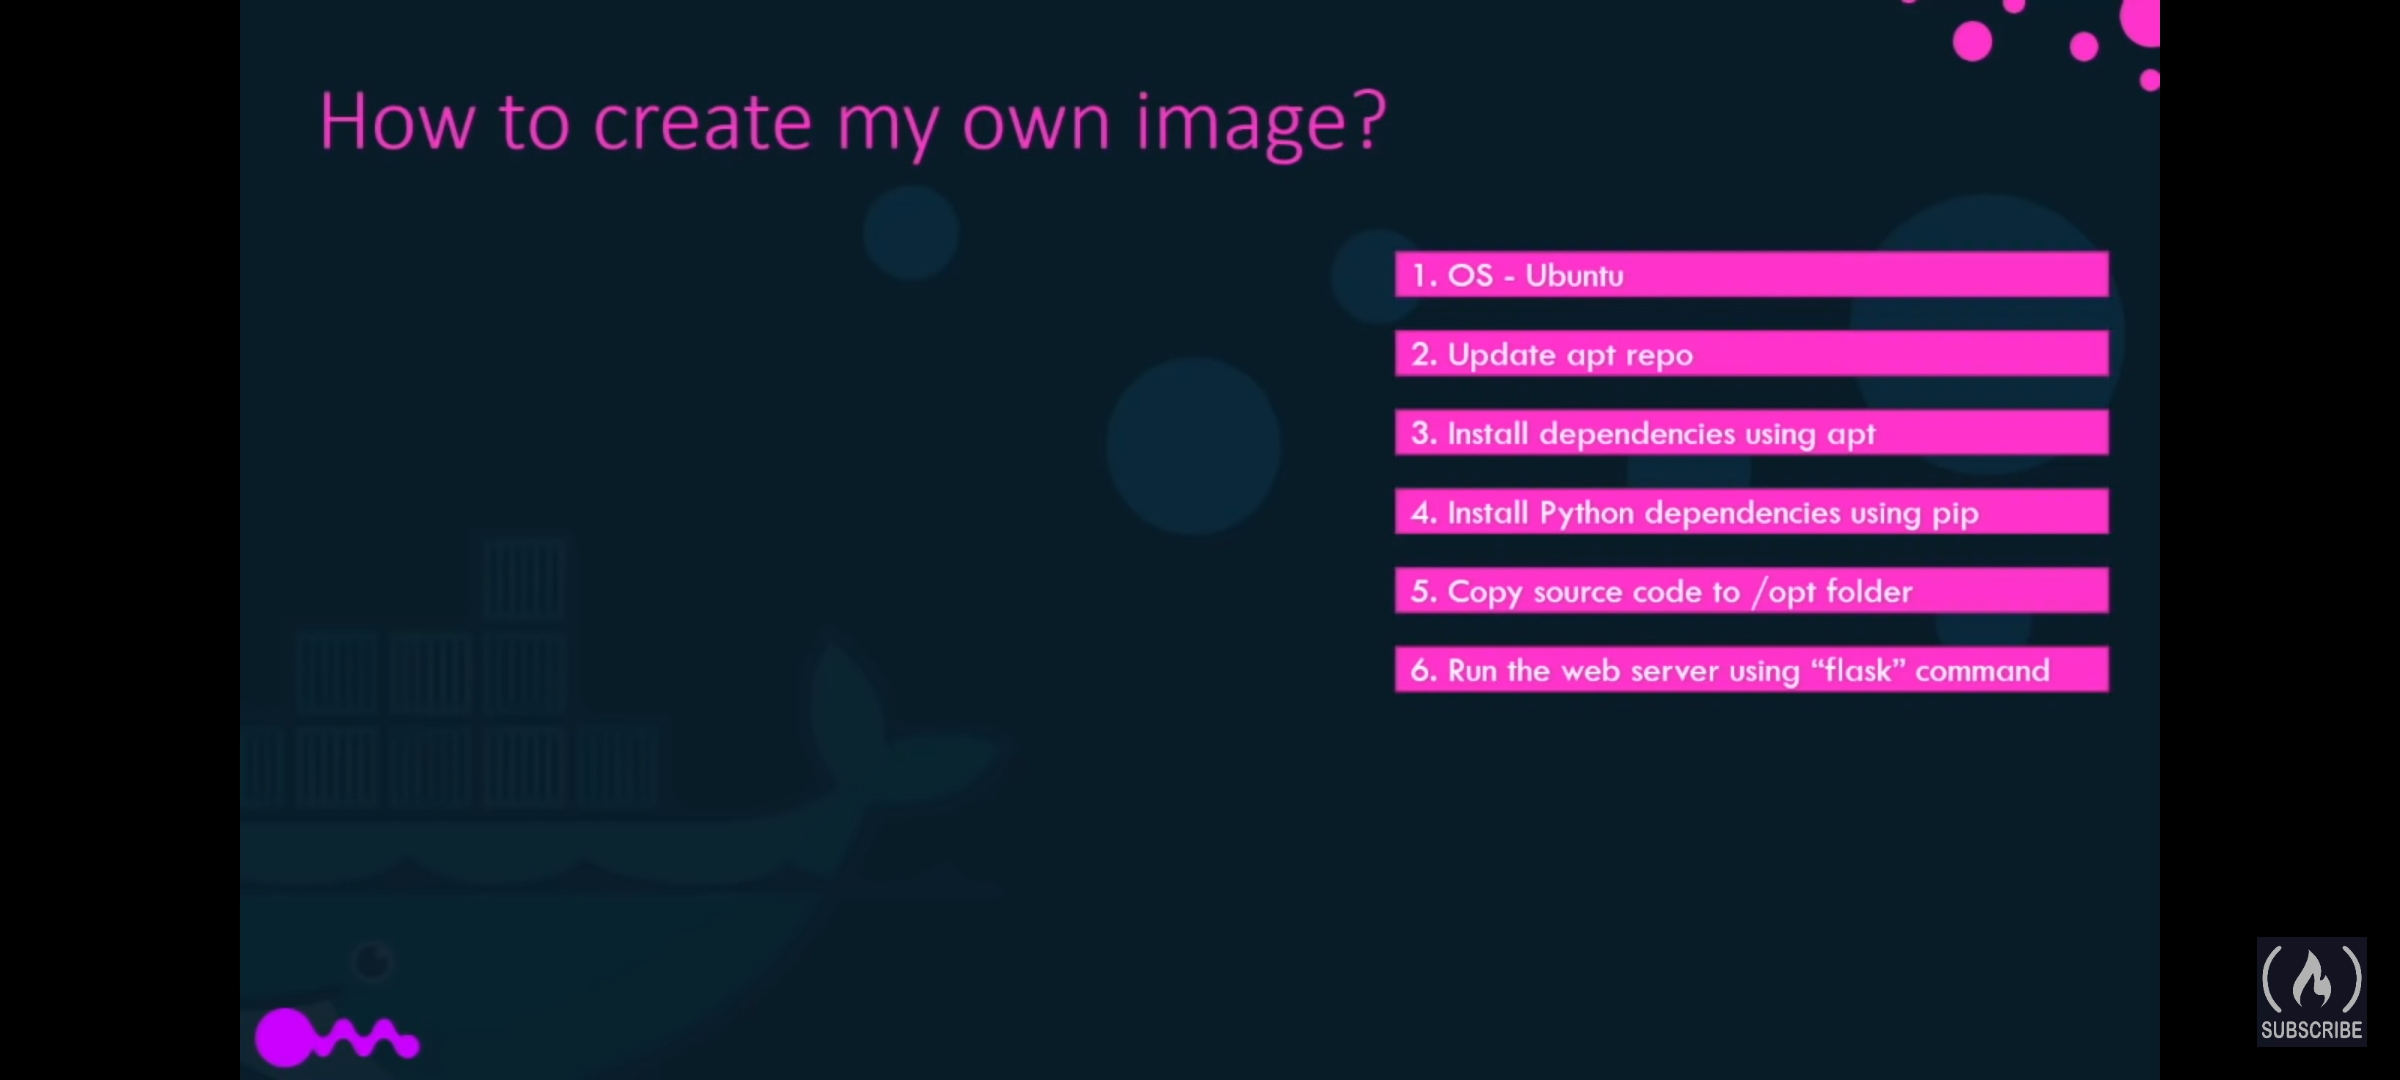 How to create my own image?
1. OS - Ubuntu
2. Update apt repo
3. Install dependencies using apt
4. Install Python dependencies using pip
5. Copy source code to /opt folder
6. Run the web server using “flask” command
SUBSCRIBE